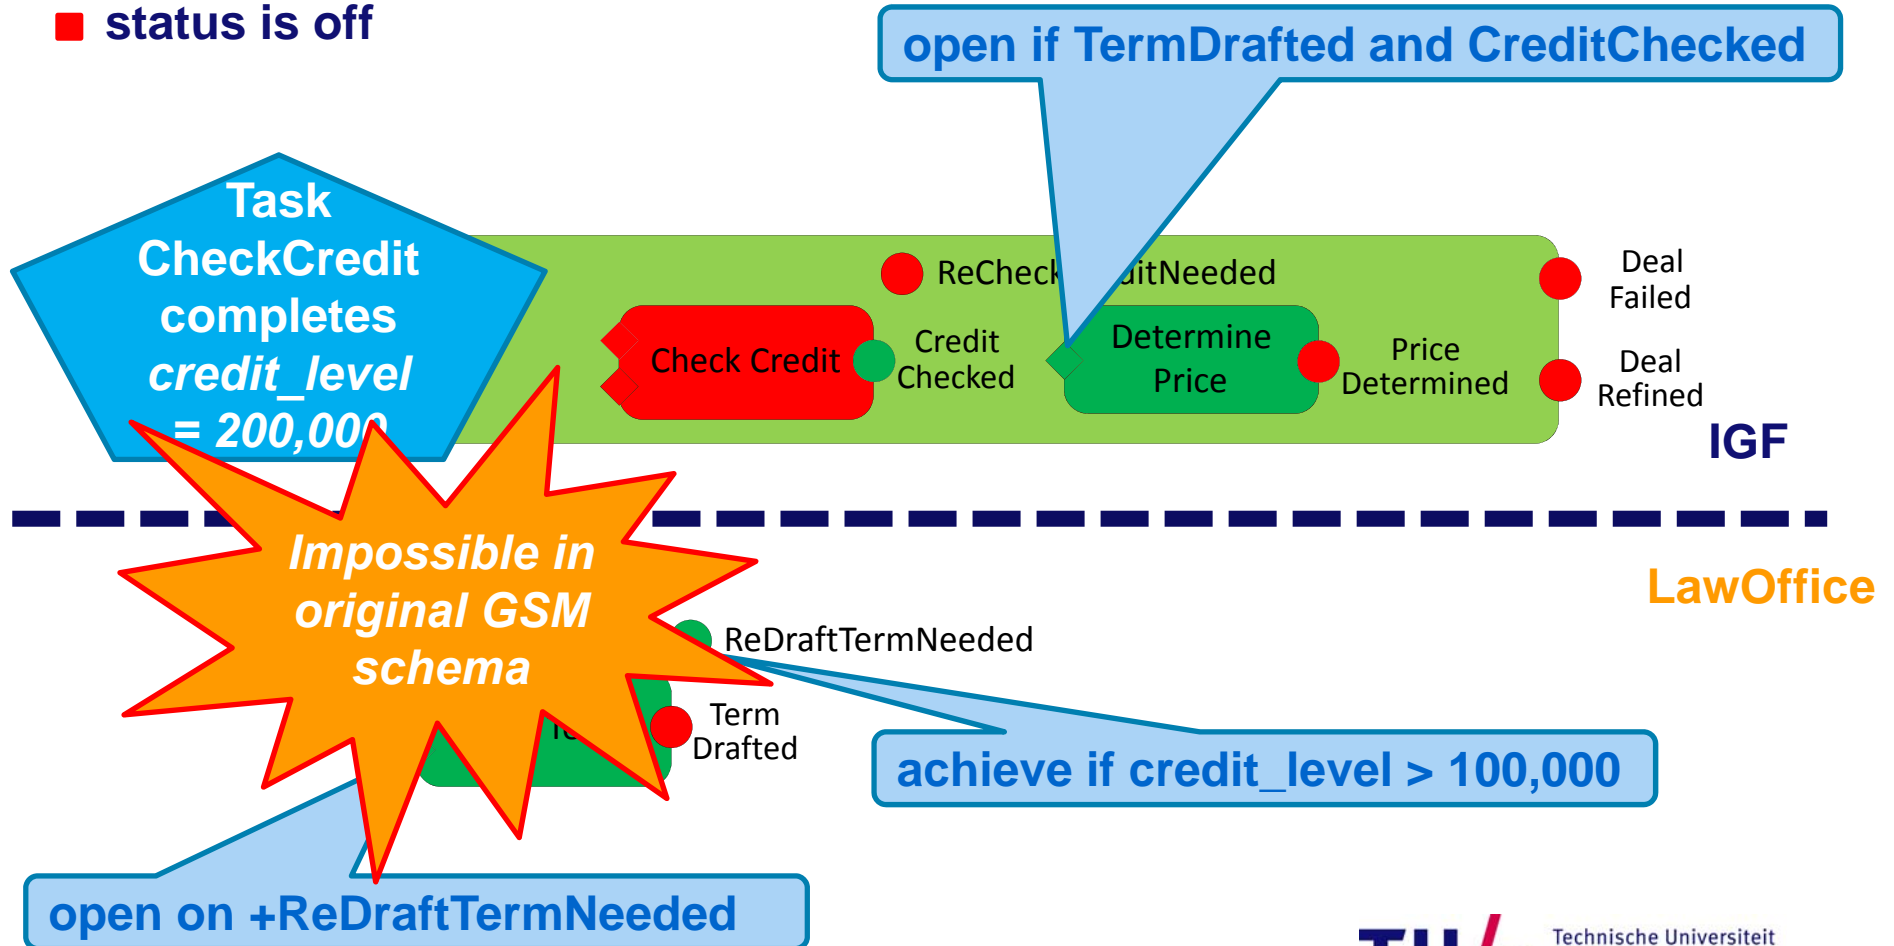 status is off
open if TermDrafted and CreditChecked
Task
CheckCredit
completes
credit_level
= 200,000
ReCheck
ditNeeded
Deal
Failed
Check Credit
Credit
Checked
Determine
Price
Price
Determined
Deal
Refined
IGF
Impossible in
original GSM
schema
LawOffice
ReDraftTermNeeded
Term
Drafted
achieve if credit_level > 100,000
open on +ReDraftTermNeeded
Technische Universiteit